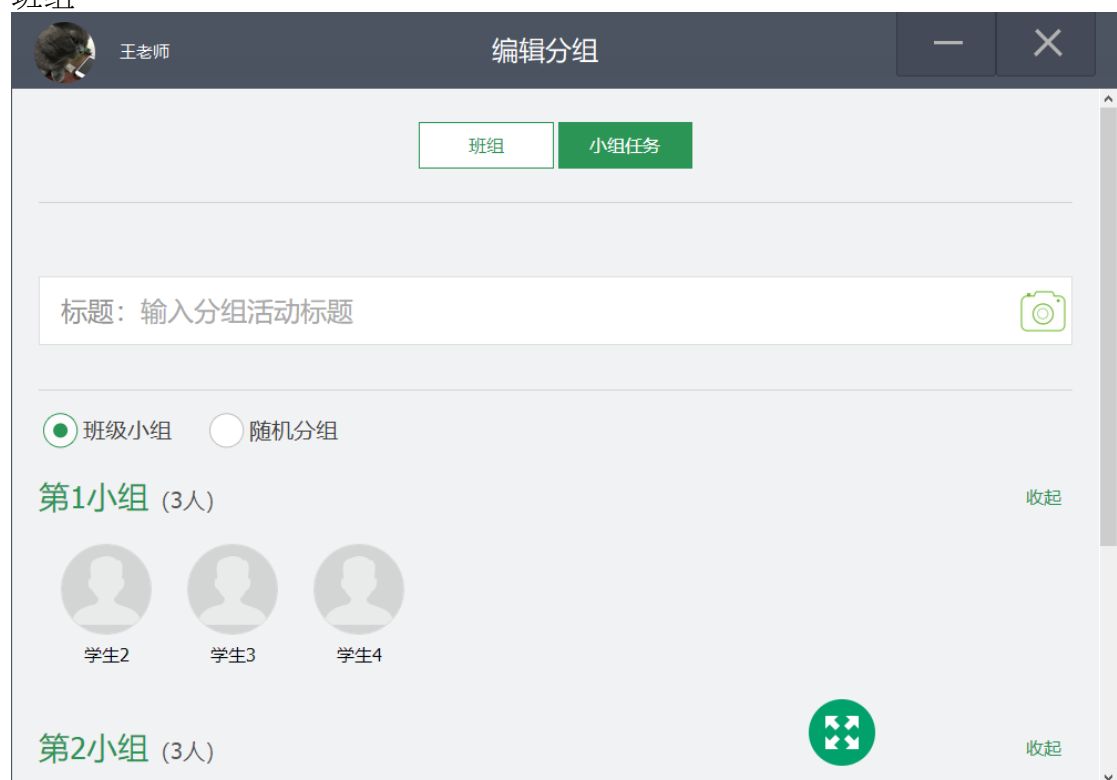 班组
王老师
编辑分组
班组
小组任务
标题：输入分组活动标题
班级小组
随机分组
第1小组 (3人)
收起
学生2
学生3
学生4
第2小组 (3人)
收起